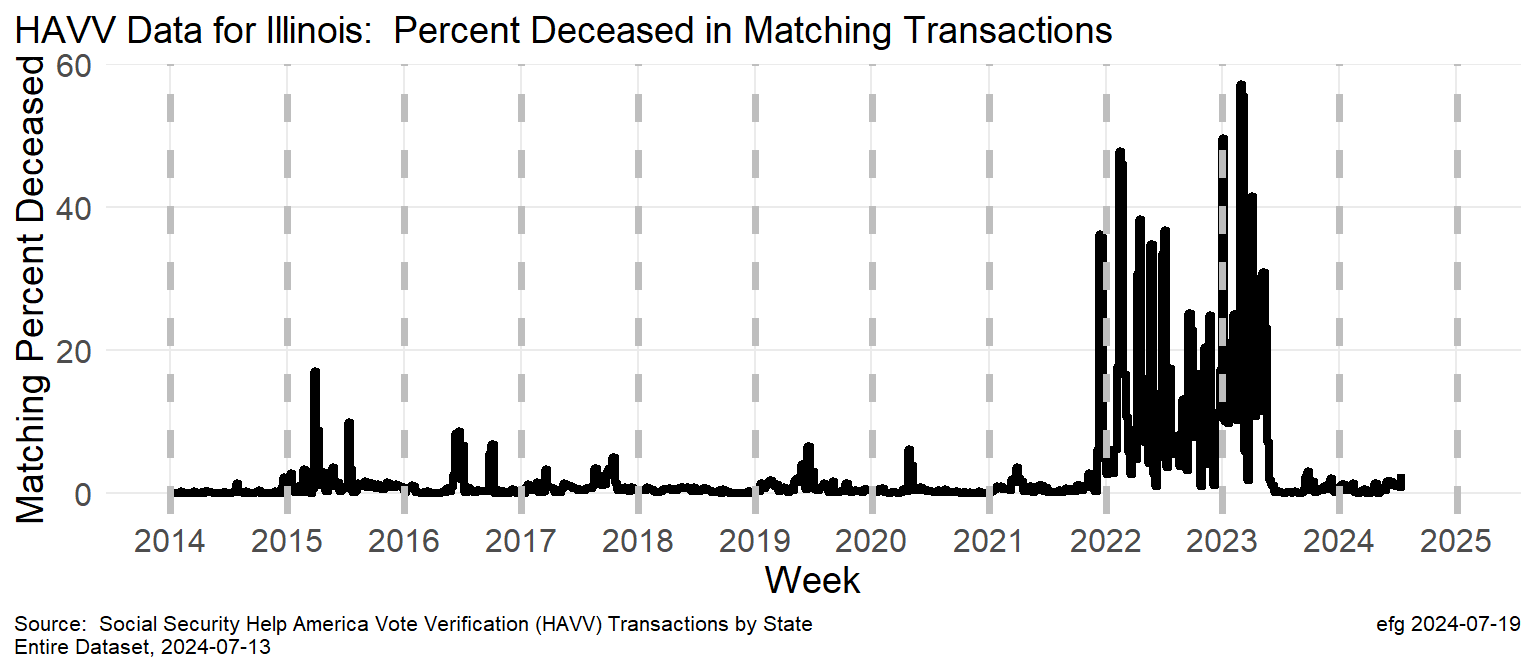 HAVV Data for Illinois:  Percent Deceased in Matching Transactions
Matching Percent Deceased
60
40
20
0
2014 2015 2016 2017 2018 2019 2020 2021 2022 2023 2024 2025
Week
Source:  Social Security Help America Vote Verification (HAVV) Transactions by State
Entire Dataset, 2024-07-13
efg 2024-07-19